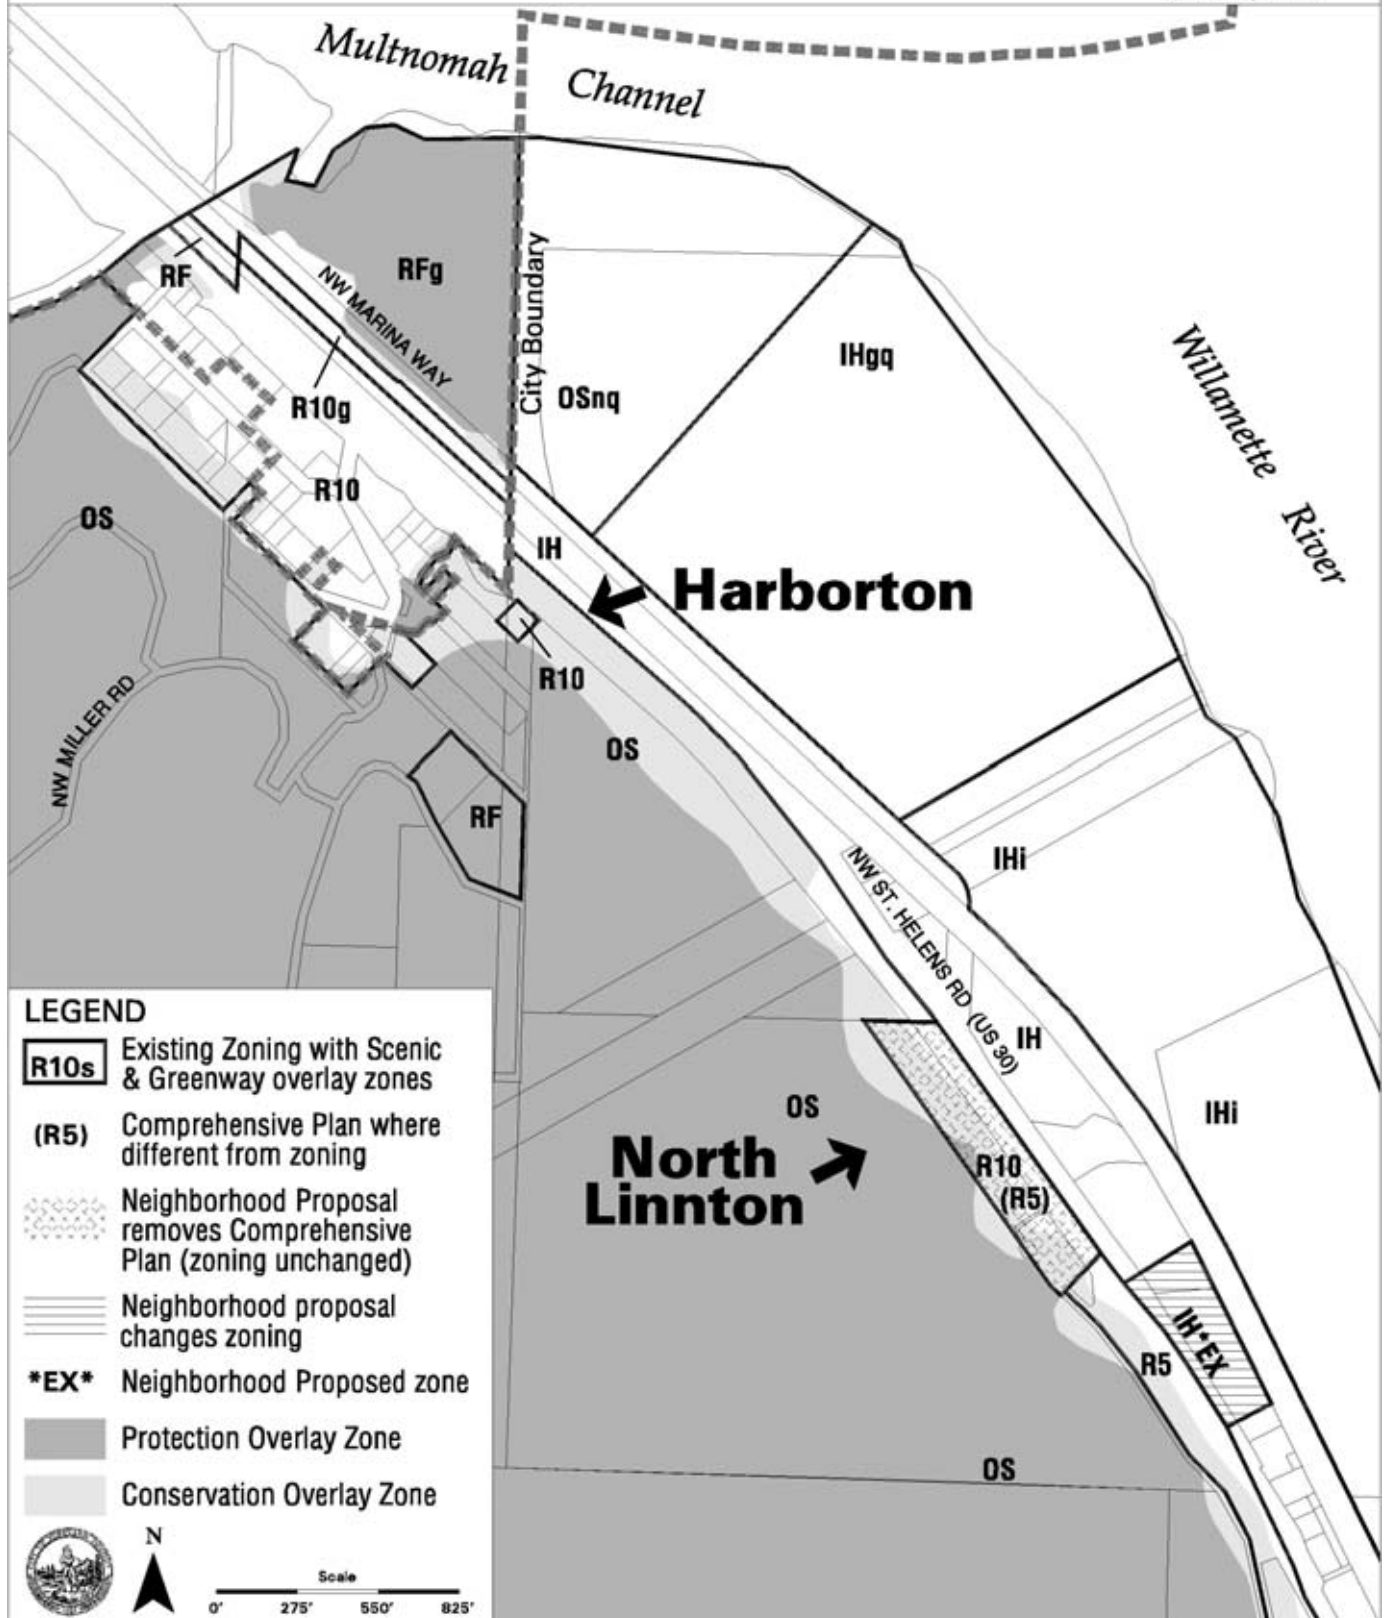 Multnomah Channel
RF
RFg
NW MARINA WAY
City Boundary
OSnq
IHgq
Willamette
River
R10g
R10
OS
IH
Harborton
R10
OS
NW MILLER RD
RF
IHi
NW ST. HELENS RD (US 30)
IH
OS
IHi
North
Linnton
R10
(R5)
IH*EX
R5
OS
LEGEND
R10s
Existing Zoning with Scenic
& Greenway overlay zones
(R5)
Comprehensive Plan where
different from zoning
Neighborhood Proposal
removes Comprehensive
Plan (zoning unchanged)
Neighborhood proposal
changes zoning
*EX* Neighborhood Proposed zone
Protection Overlay Zone
Conservation Overlay Zone
N
Scale
0' 275' 550' 825'